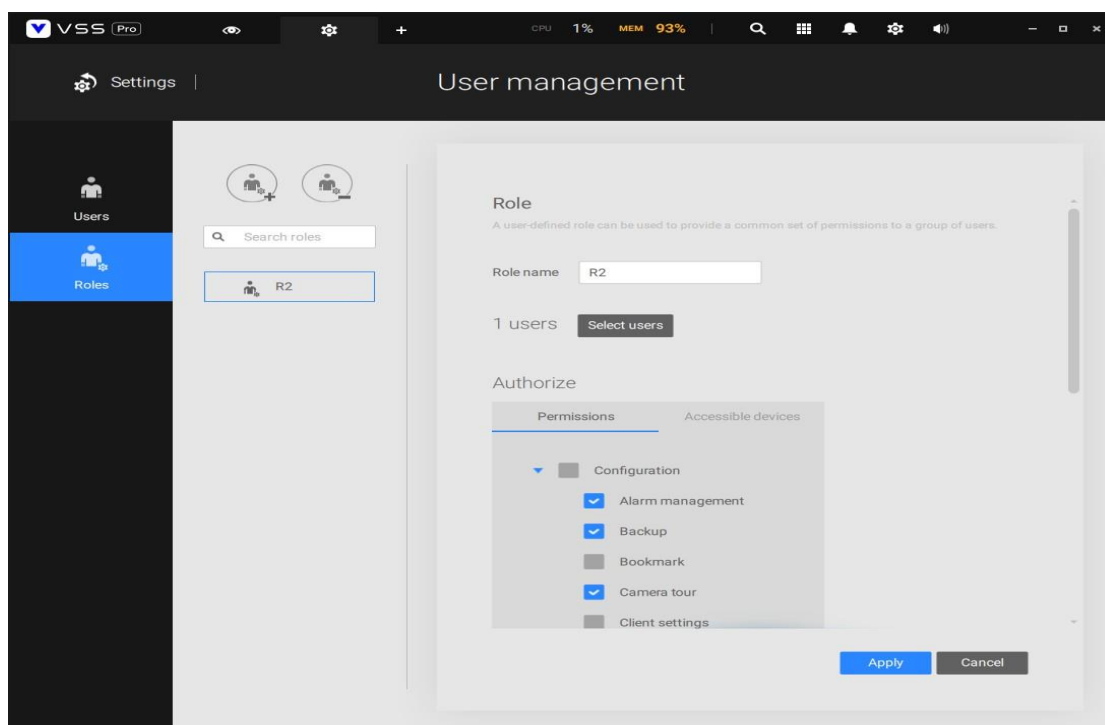 VSS Pro + CPU 1% MEM 93%
Settings | User management
Users
Roles
Search roles
R2
Role
A user-defined role can be used to provide a common set of permissions to a group of users.
Role name R2
1 users Select users
Authorize
Permissions Accessible devices
Configuration
Alarm management
Backup
Bookmark
Camera tour
Client settings
Apply Cancel